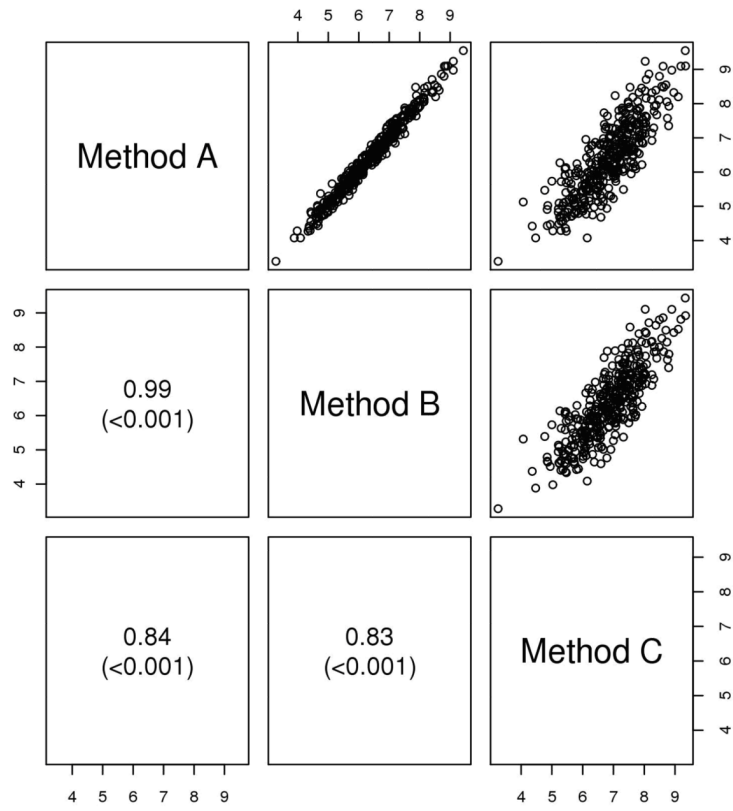 4 5 6 7 8 9
Method A
4 5 6 7 8 9
4 5 6 7 8 9
0.99
(<0.001)
Method B
0.84
(<0.001)
0.83
(<0.001)
Method C
4 5 6 7 8 9
4 5 6 7 8 9
4 5 6 7 8 9